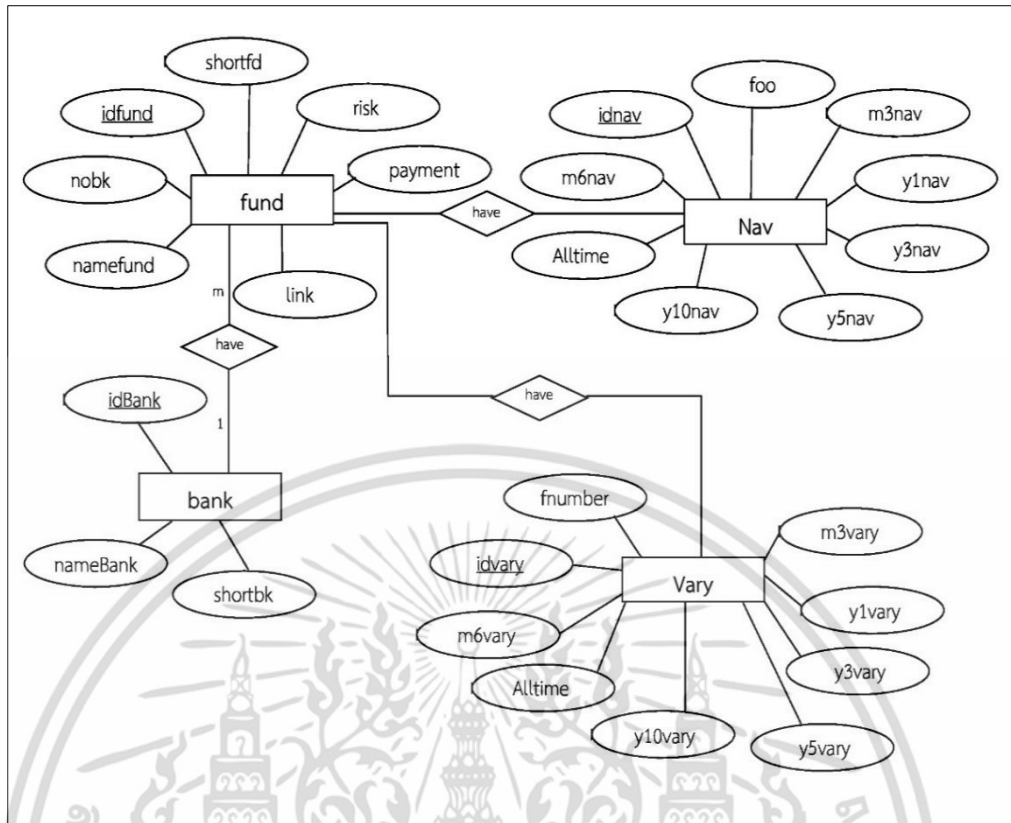 shortfd
idfund
risk
nobk
payment
fund
namefund
link
have
foo
idnav
m3nav
m6nav
y1nav
Nav
Alltime
y3nav
y10nav
y5nav
m
have
1
idBank
bank
nameBank
shortbk
have
fnumber
m3vary
idvary
Vary
y1vary
m6vary
y3vary
Alltime
y10vary
y5vary